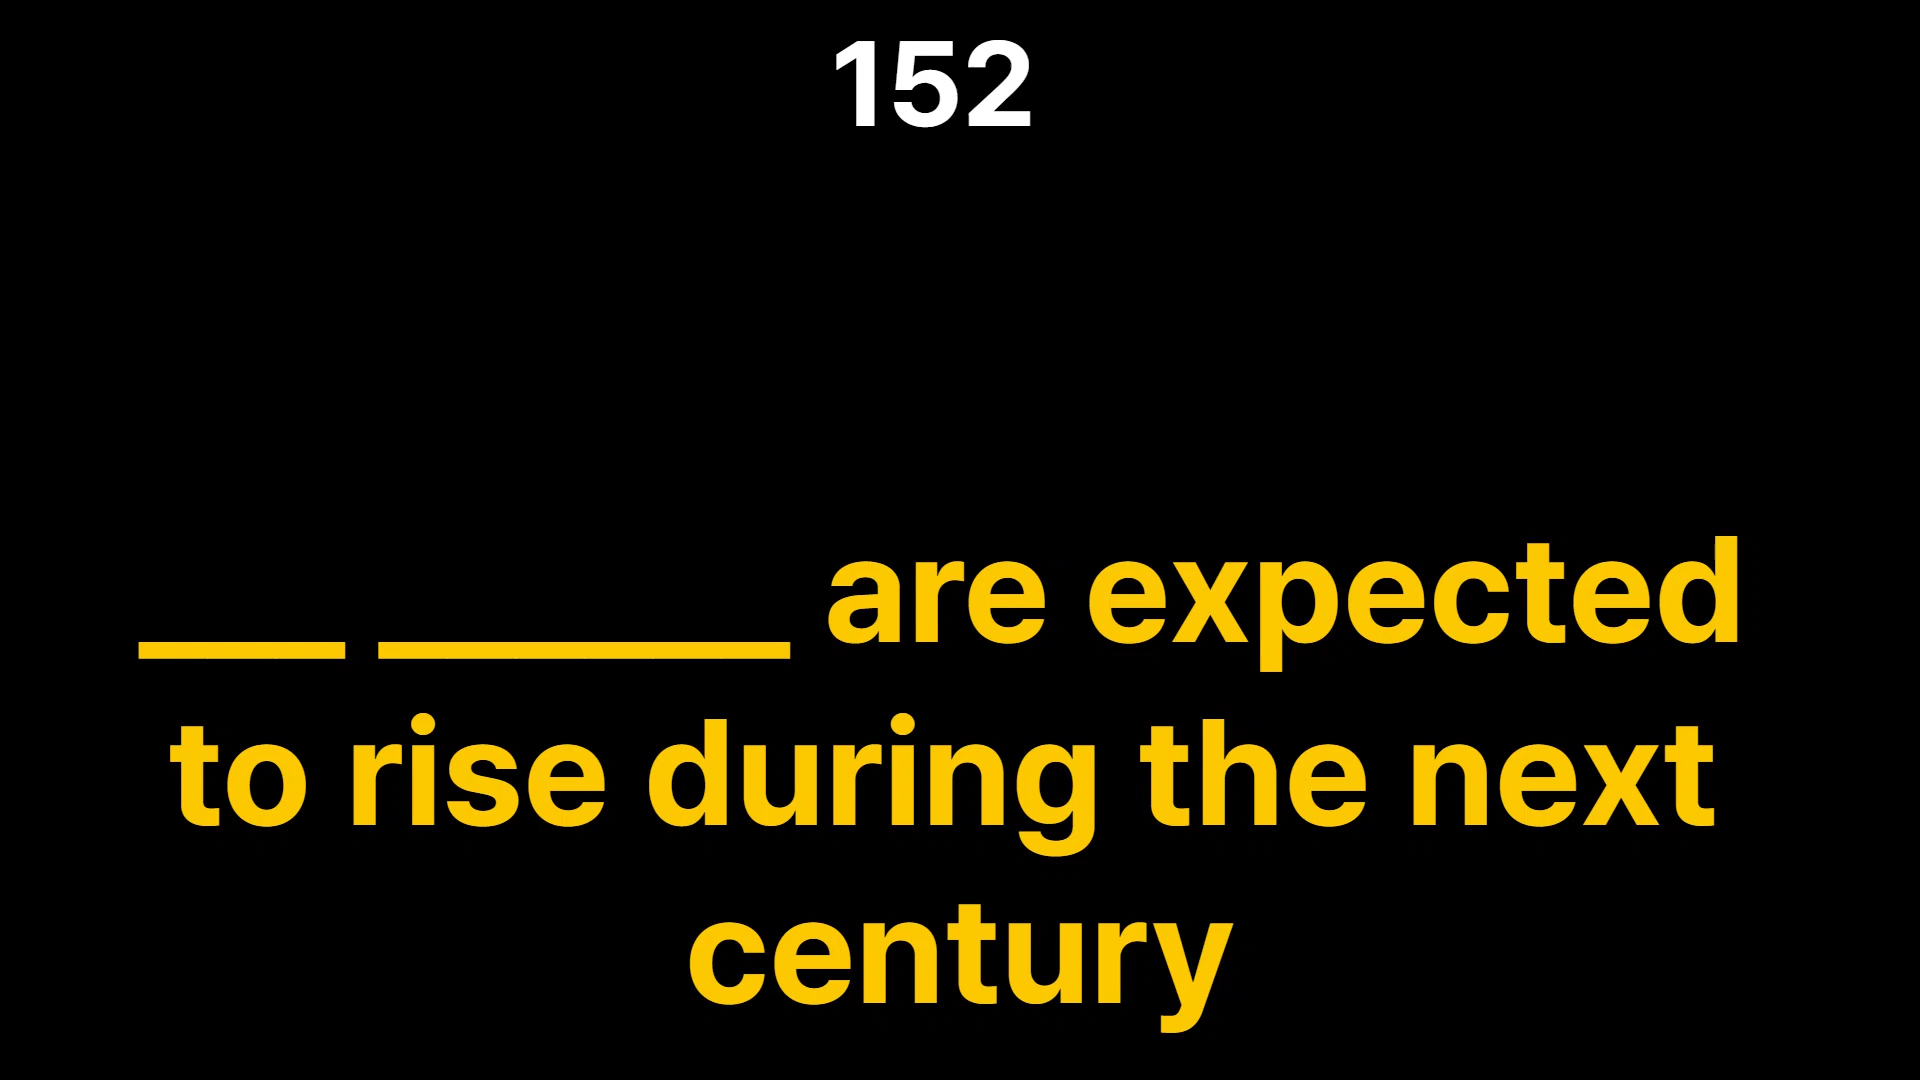 152
___ ______ are expected
to rise during the next
century